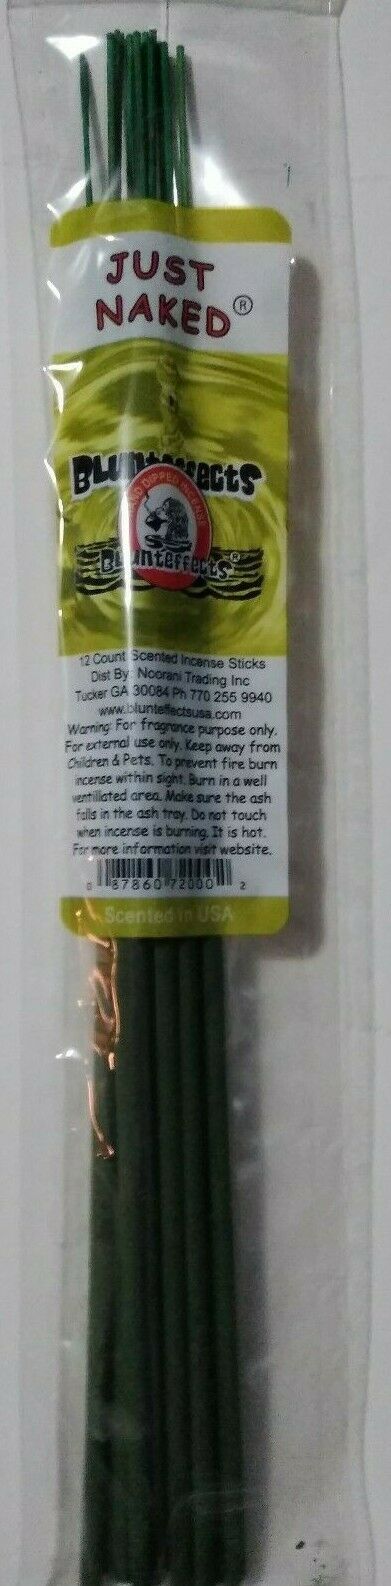 JUST
NAKED®
Blunteffects
HAND DIPPED INCENSE
Blunteffects®
12 Count Scented Incense Sticks
Dist By: Noorani Trading Inc
Tucker GA 30084 Ph 770 255 9940
www.blunteffectsusa.com
Warning: For fragrance purpose only.
For external use only. Keep away from
Children & Pets. To prevent fire burn
incense within sight. Burn in a well
ventillated area. Make sure the ash
falls in the ash tray. Do not touch
when incense is burning. It is hot.
For more information visit website.
0 87860 72000 2
Scented in USA